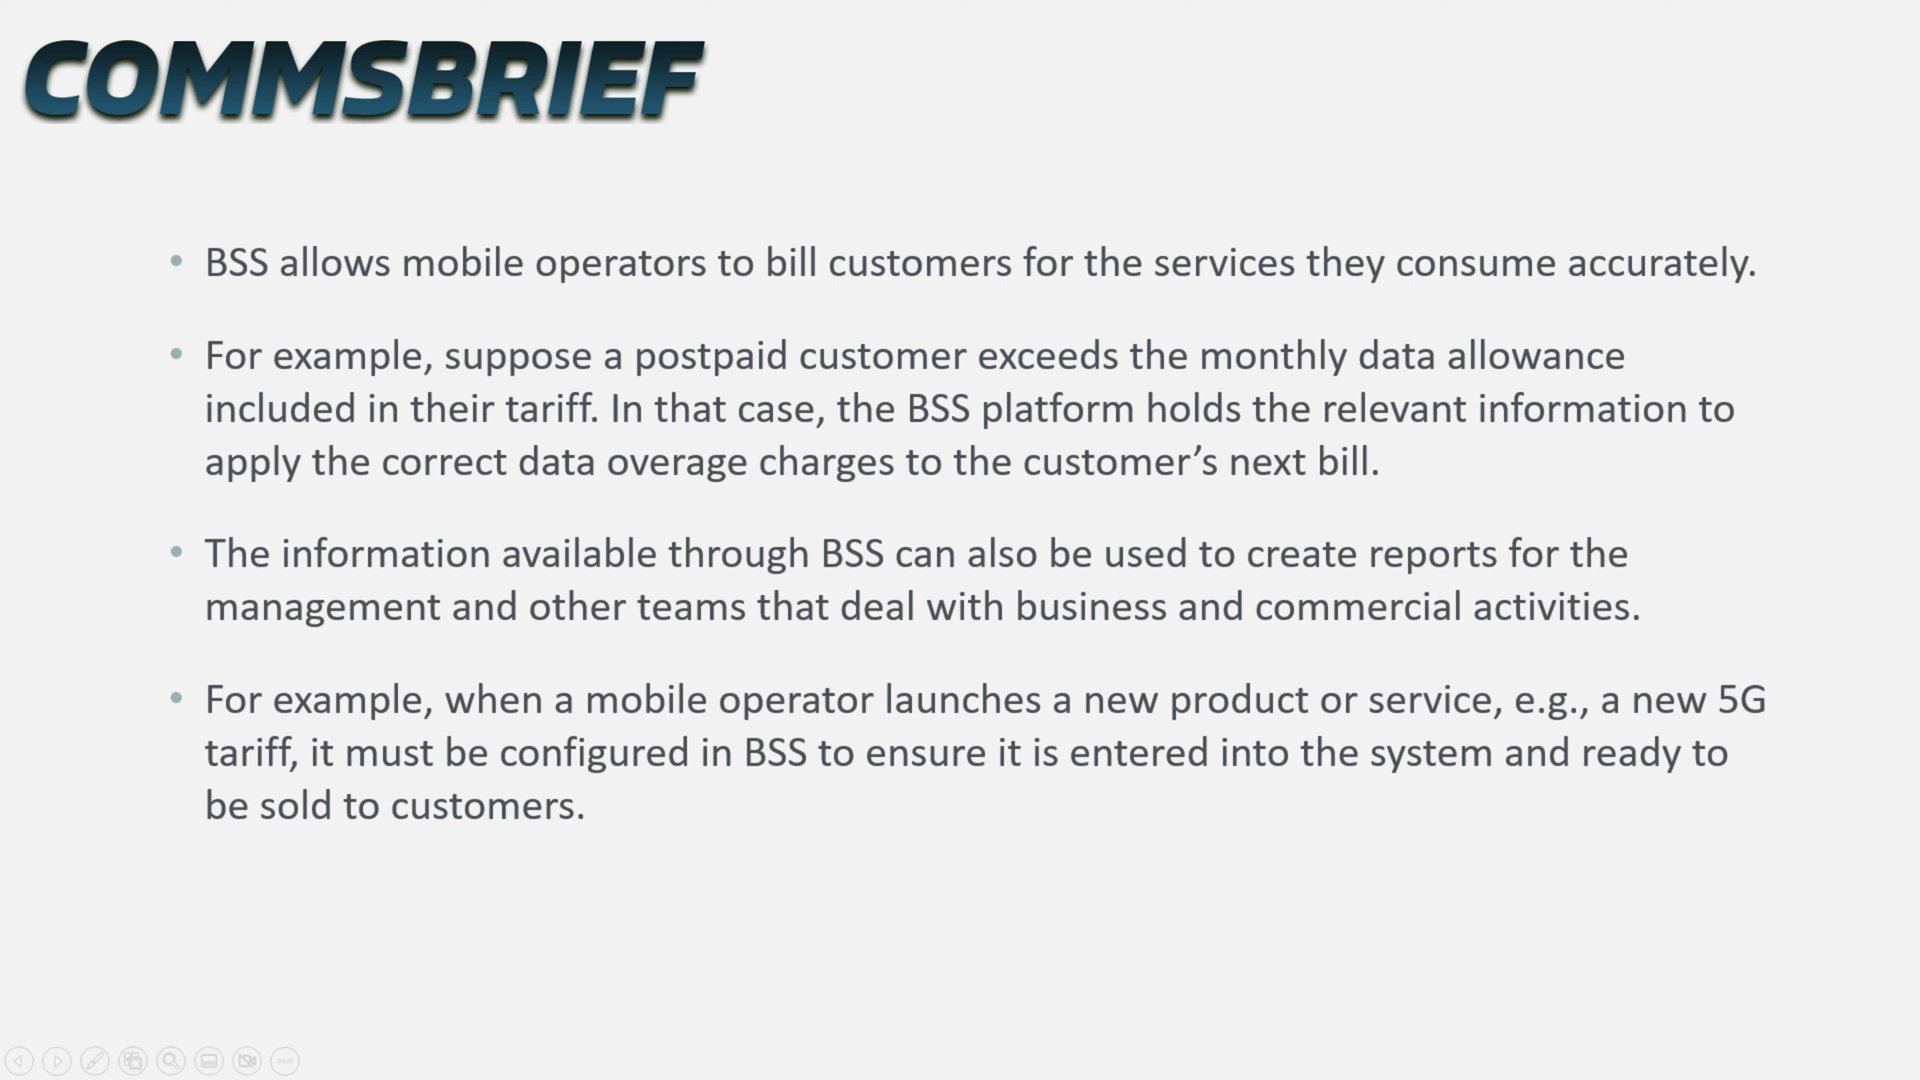 COMMSBRIEF
• BSS allows mobile operators to bill customers for the services they consume accurately.
• For example, suppose a postpaid customer exceeds the monthly data allowance
included in their tariff. In that case, the BSS platform holds the relevant information to
apply the correct data overage charges to the customer’s next bill.
• The information available through BSS can also be used to create reports for the
management and other teams that deal with business and commercial activities.
• For example, when a mobile operator launches a new product or service, e.g., a new 5G
tariff, it must be configured in BSS to ensure it is entered into the system and ready to
be sold to customers.